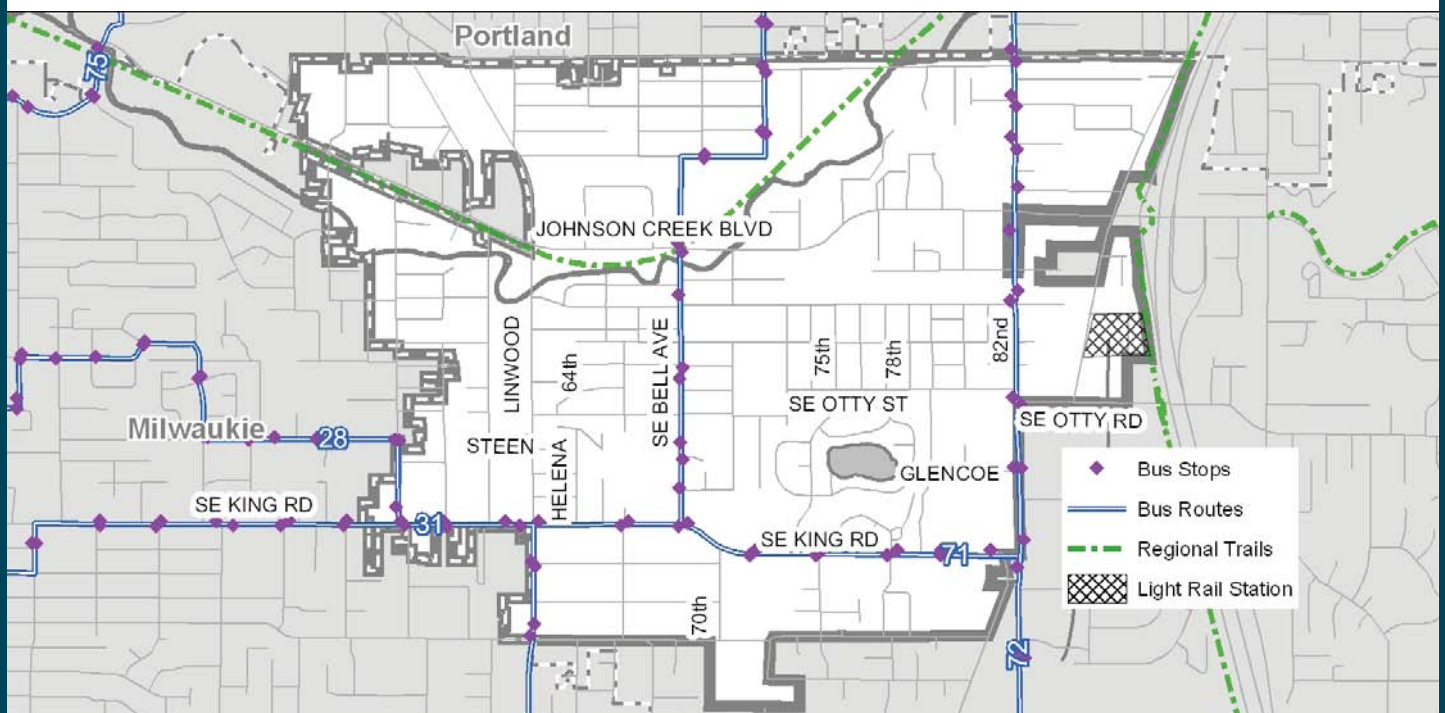 Portland
75
JOHNSON CREEK BLVD
LINWOOD
64th
SE BELL AVE
75th
78th
82nd
SE OTTY ST
SE OTTY RD
Milwaukie
28
STEEN
HELENA
GLENCOE
SE KING RD
31
SE KING RD
71
70th
72
Bus Stops
Bus Routes
Regional Trails
Light Rail Station